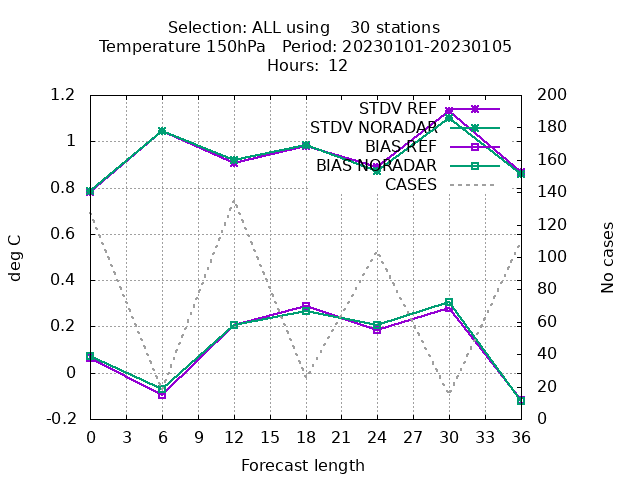 Selection: ALL using 30 stations
Temperature 150hPa Period: 20230101-20230105
Hours: 12
1.2
1
0.8
0.6
0.4
0.2
0
-0.2
deg C
200
180
160
140
120
100
80
60
40
20
0
No cases
STDV REF
STDV NORADAR
BIAS REF
BIAS NORADAR
CASES
0 3 6 9 12 15 18 21 24 27 30 33 36
Forecast length